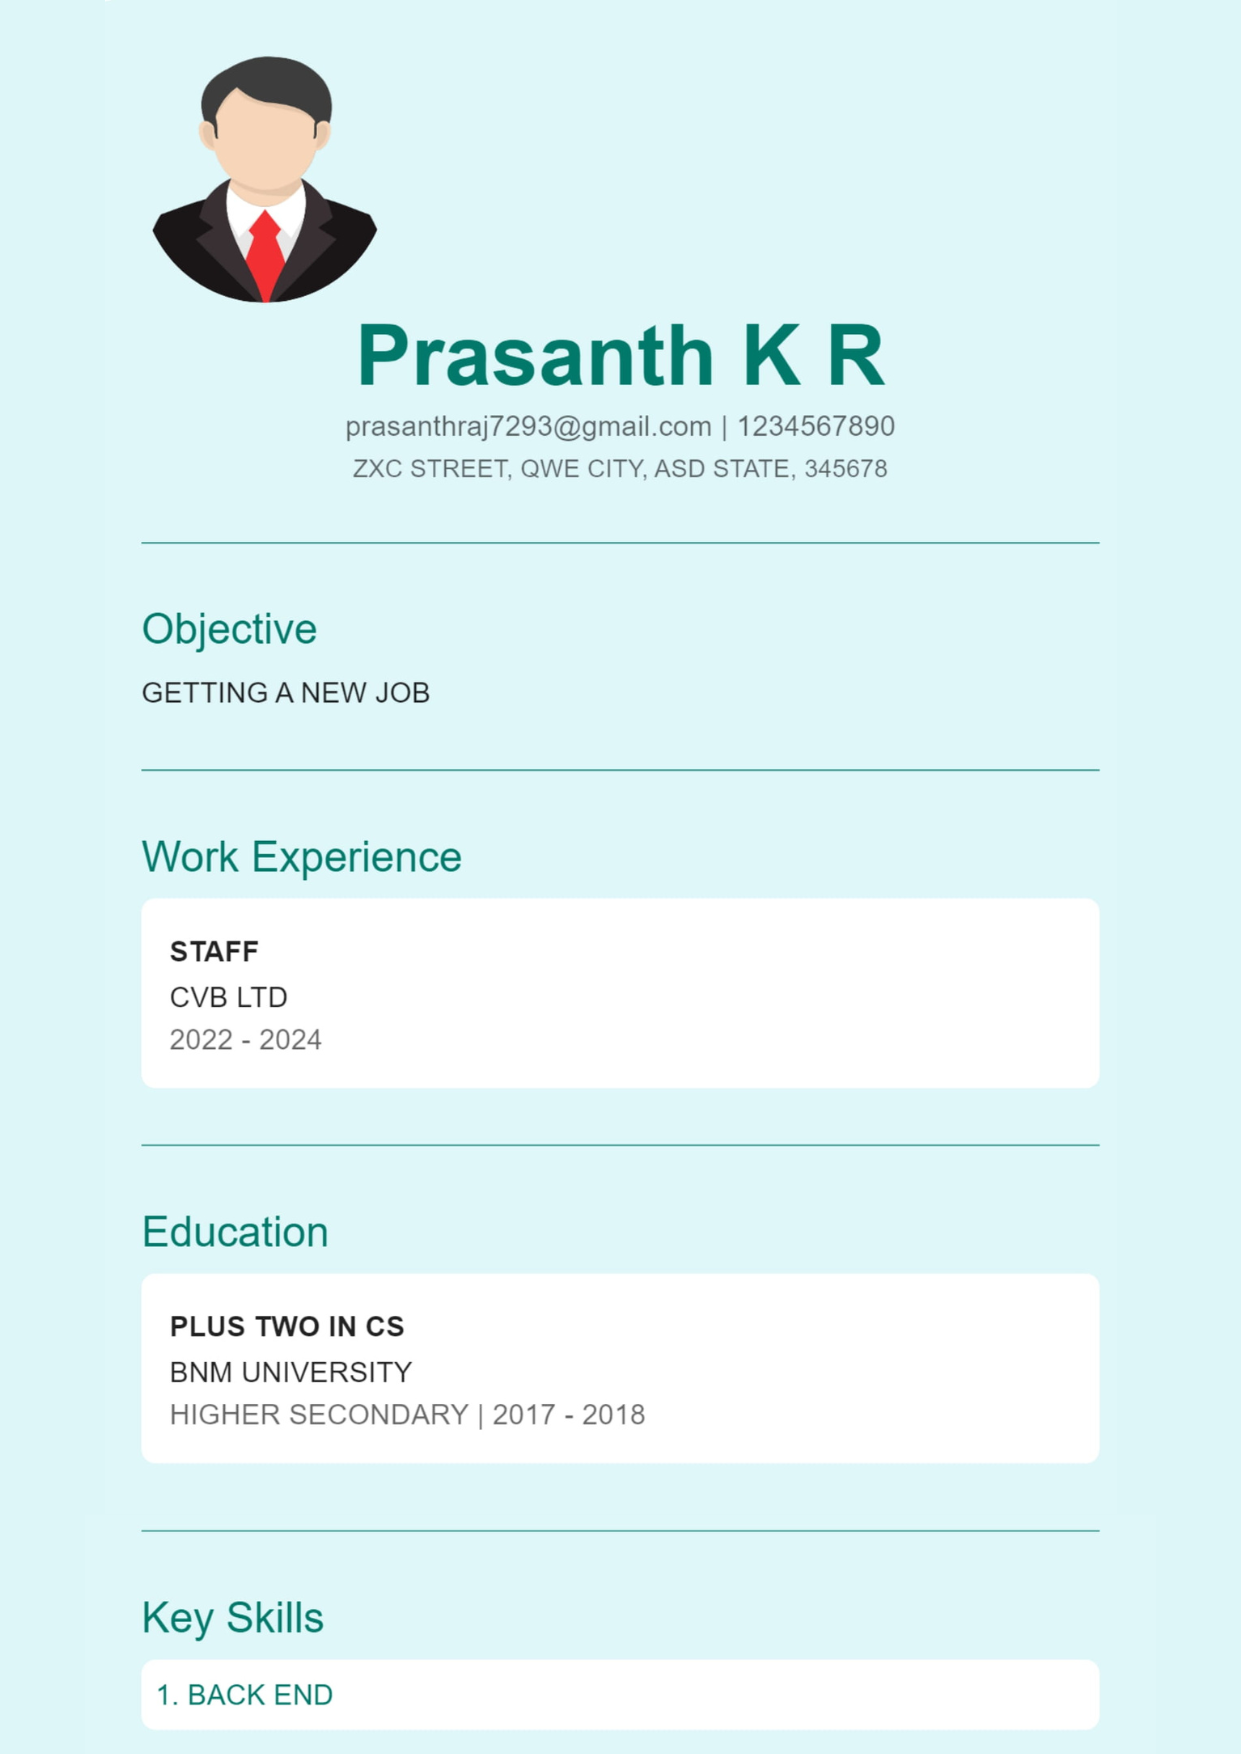 Prasanth K R
prasanthraj7293@gmail.com | 1234567890
ZXC STREET, QWE CITY, ASD STATE, 345678
Objective
GETTING A NEW JOB
Work Experience
STAFF
CVB LTD
2022 - 2024
Education
PLUS TWO IN CS
BNM UNIVERSITY
HIGHER SECONDARY | 2017 - 2018
Key Skills
1. BACK END